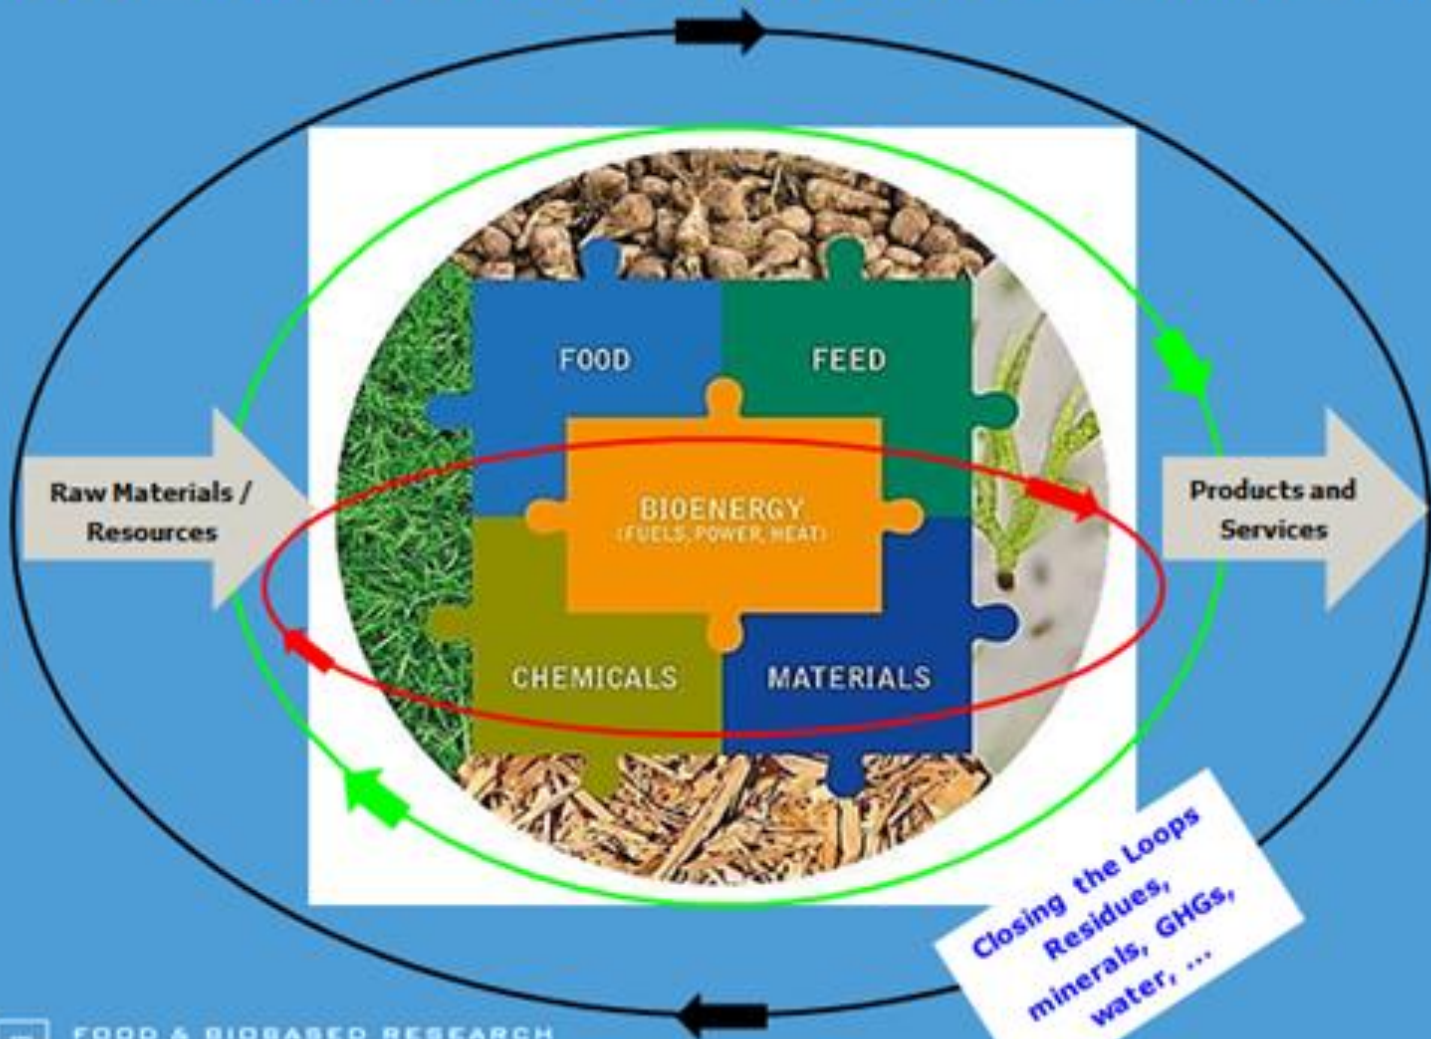 FOOD
FEED
Raw Materials /
Resources
BIOENERGY
(FUELS, POWER, HEAT)
Products and
Services
CHEMICALS
MATERIALS
Closing the Loops
Residues,
minerals, GHGs,
water, ...
FOOD & BIOBASED RESEARCH